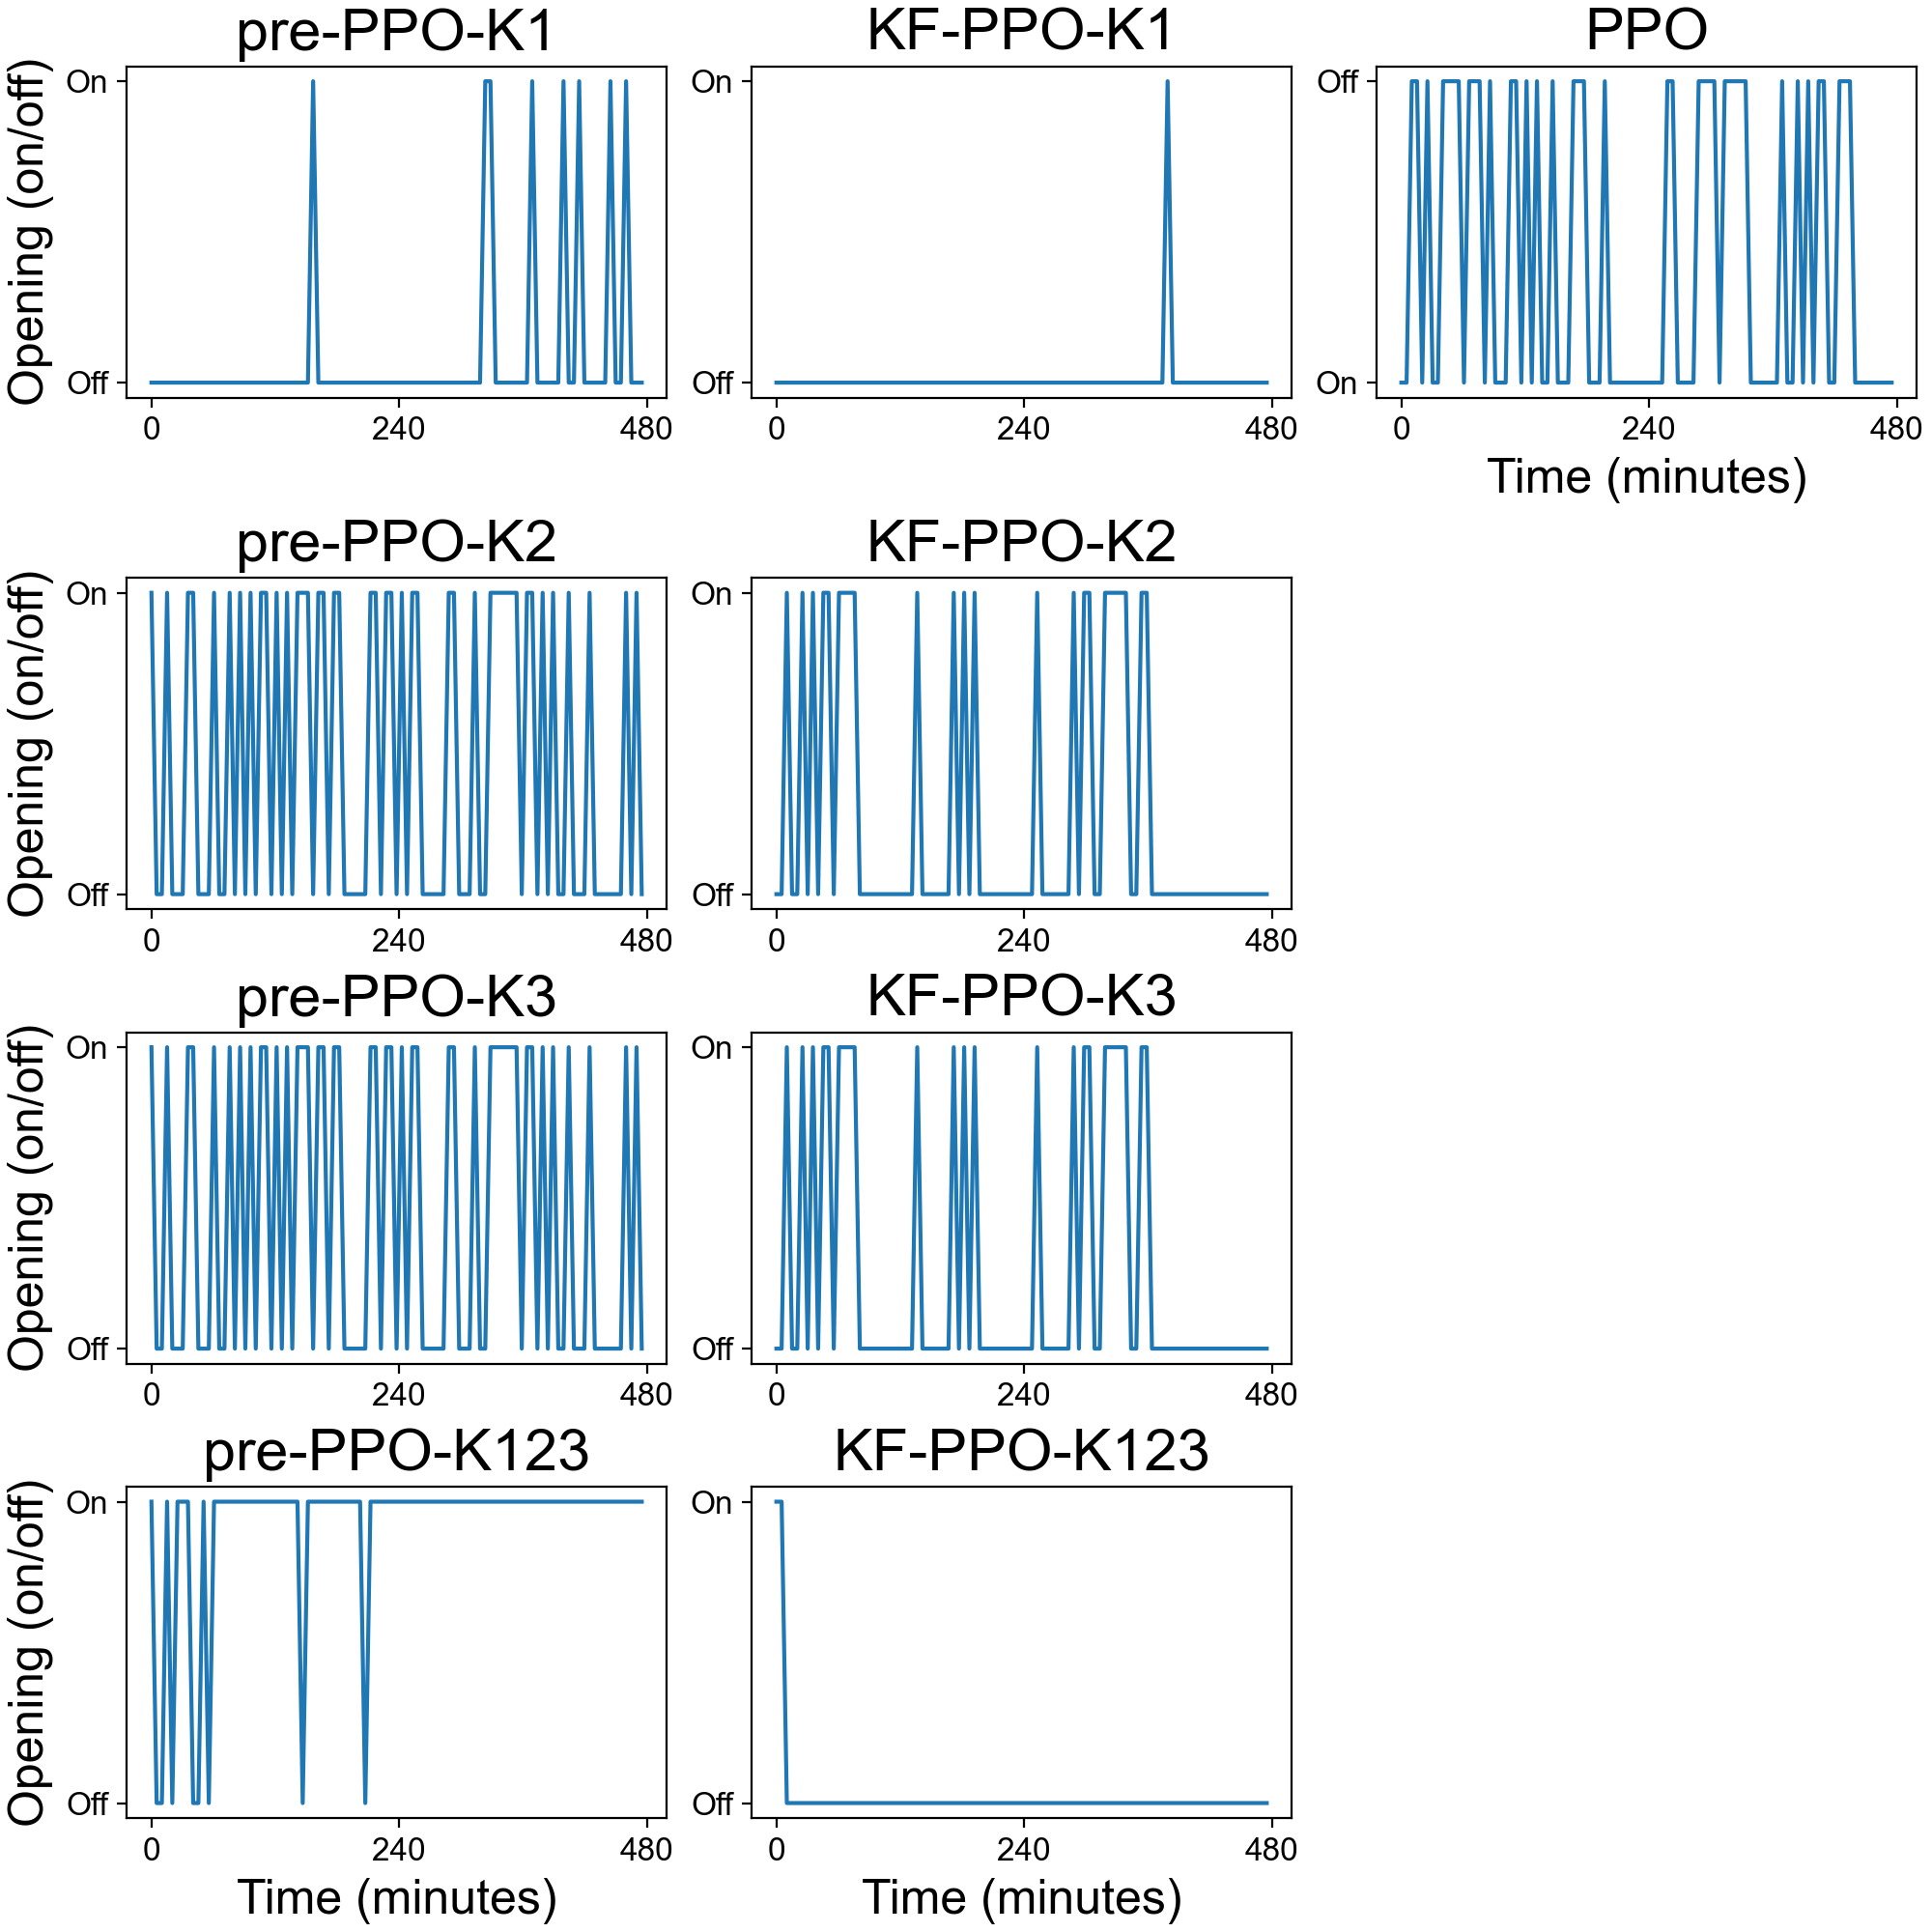 pre-PPO-K1
KF-PPO-K1
PPO
Opening (on/off)
On
Off
0
240
480
On
Off
0
240
480
Off
On
0
240
480
Time (minutes)
pre-PPO-K2
KF-PPO-K2
Opening (on/off)
On
Off
0
240
480
On
Off
0
240
480
pre-PPO-K3
KF-PPO-K3
Opening (on/off)
On
Off
0
240
480
On
Off
0
240
480
pre-PPO-K123
KF-PPO-K123
Opening (on/off)
On
Off
0
240
480
Time (minutes)
On
Off
0
240
480
Time (minutes)